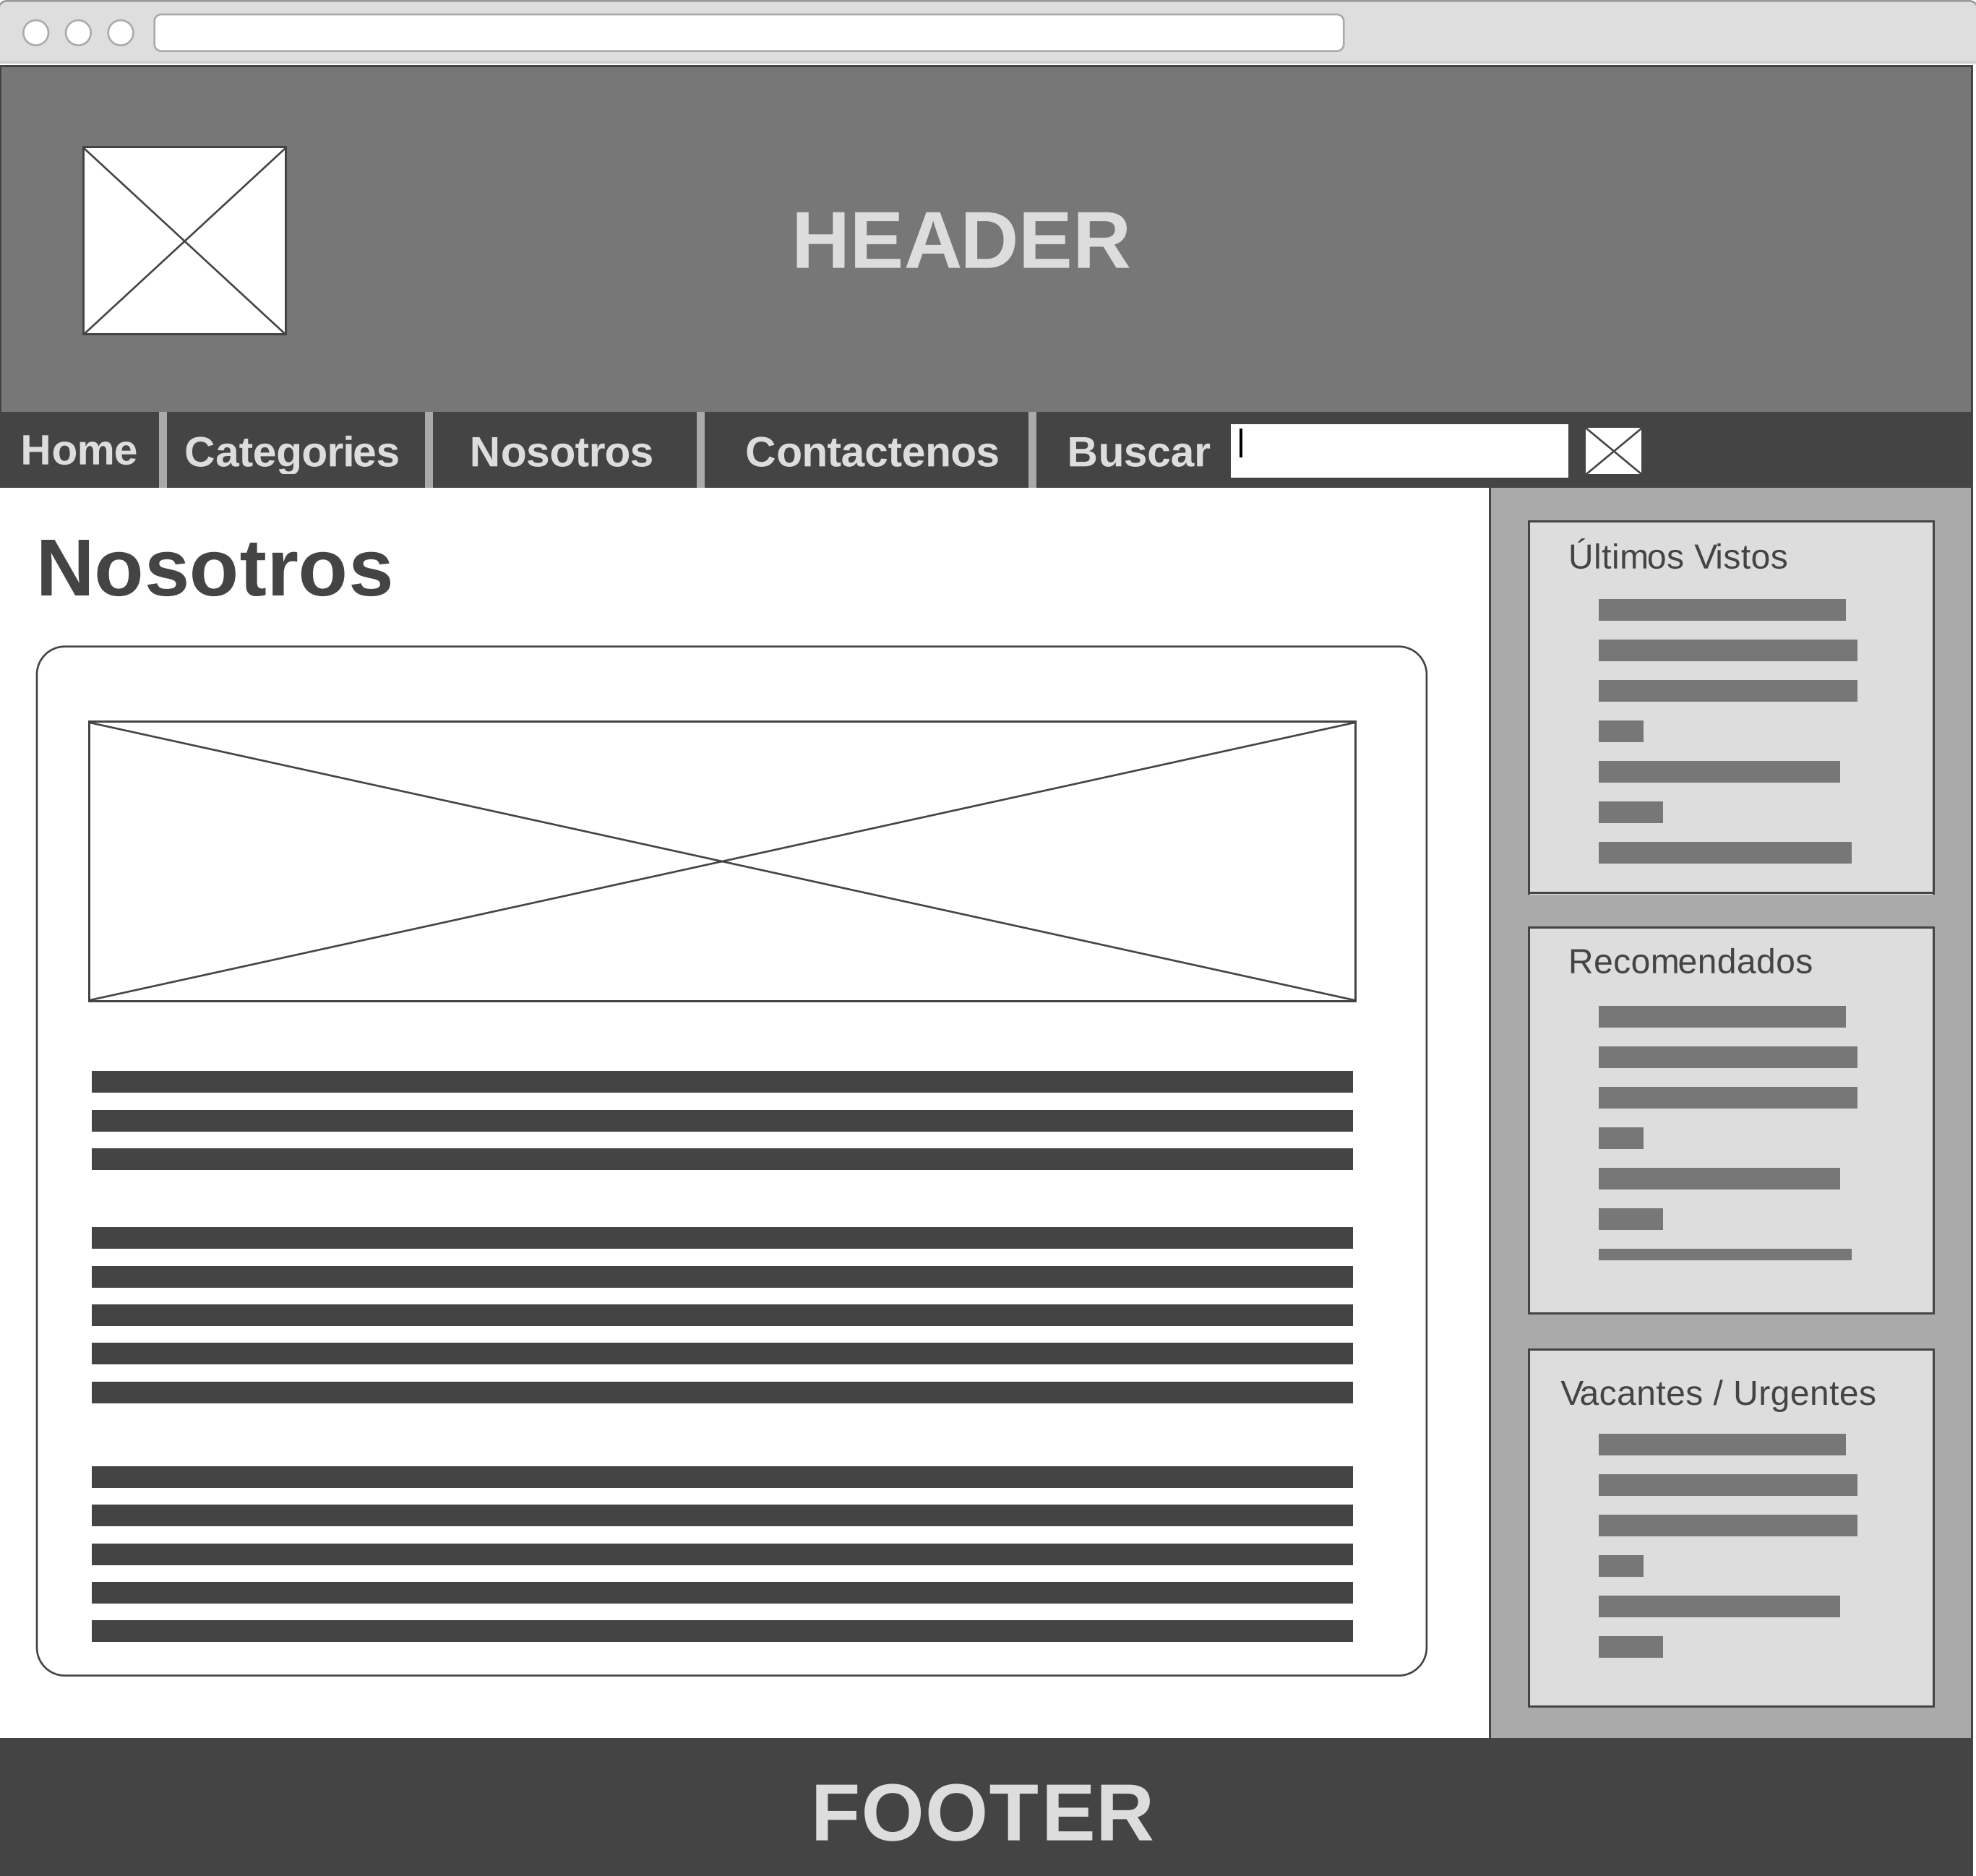 HEADER
Home Categories Nosotros Contactenos Buscar
Nosotros
Últimos Vistos
Recomendados
Vacantes / Urgentes
FOOTER